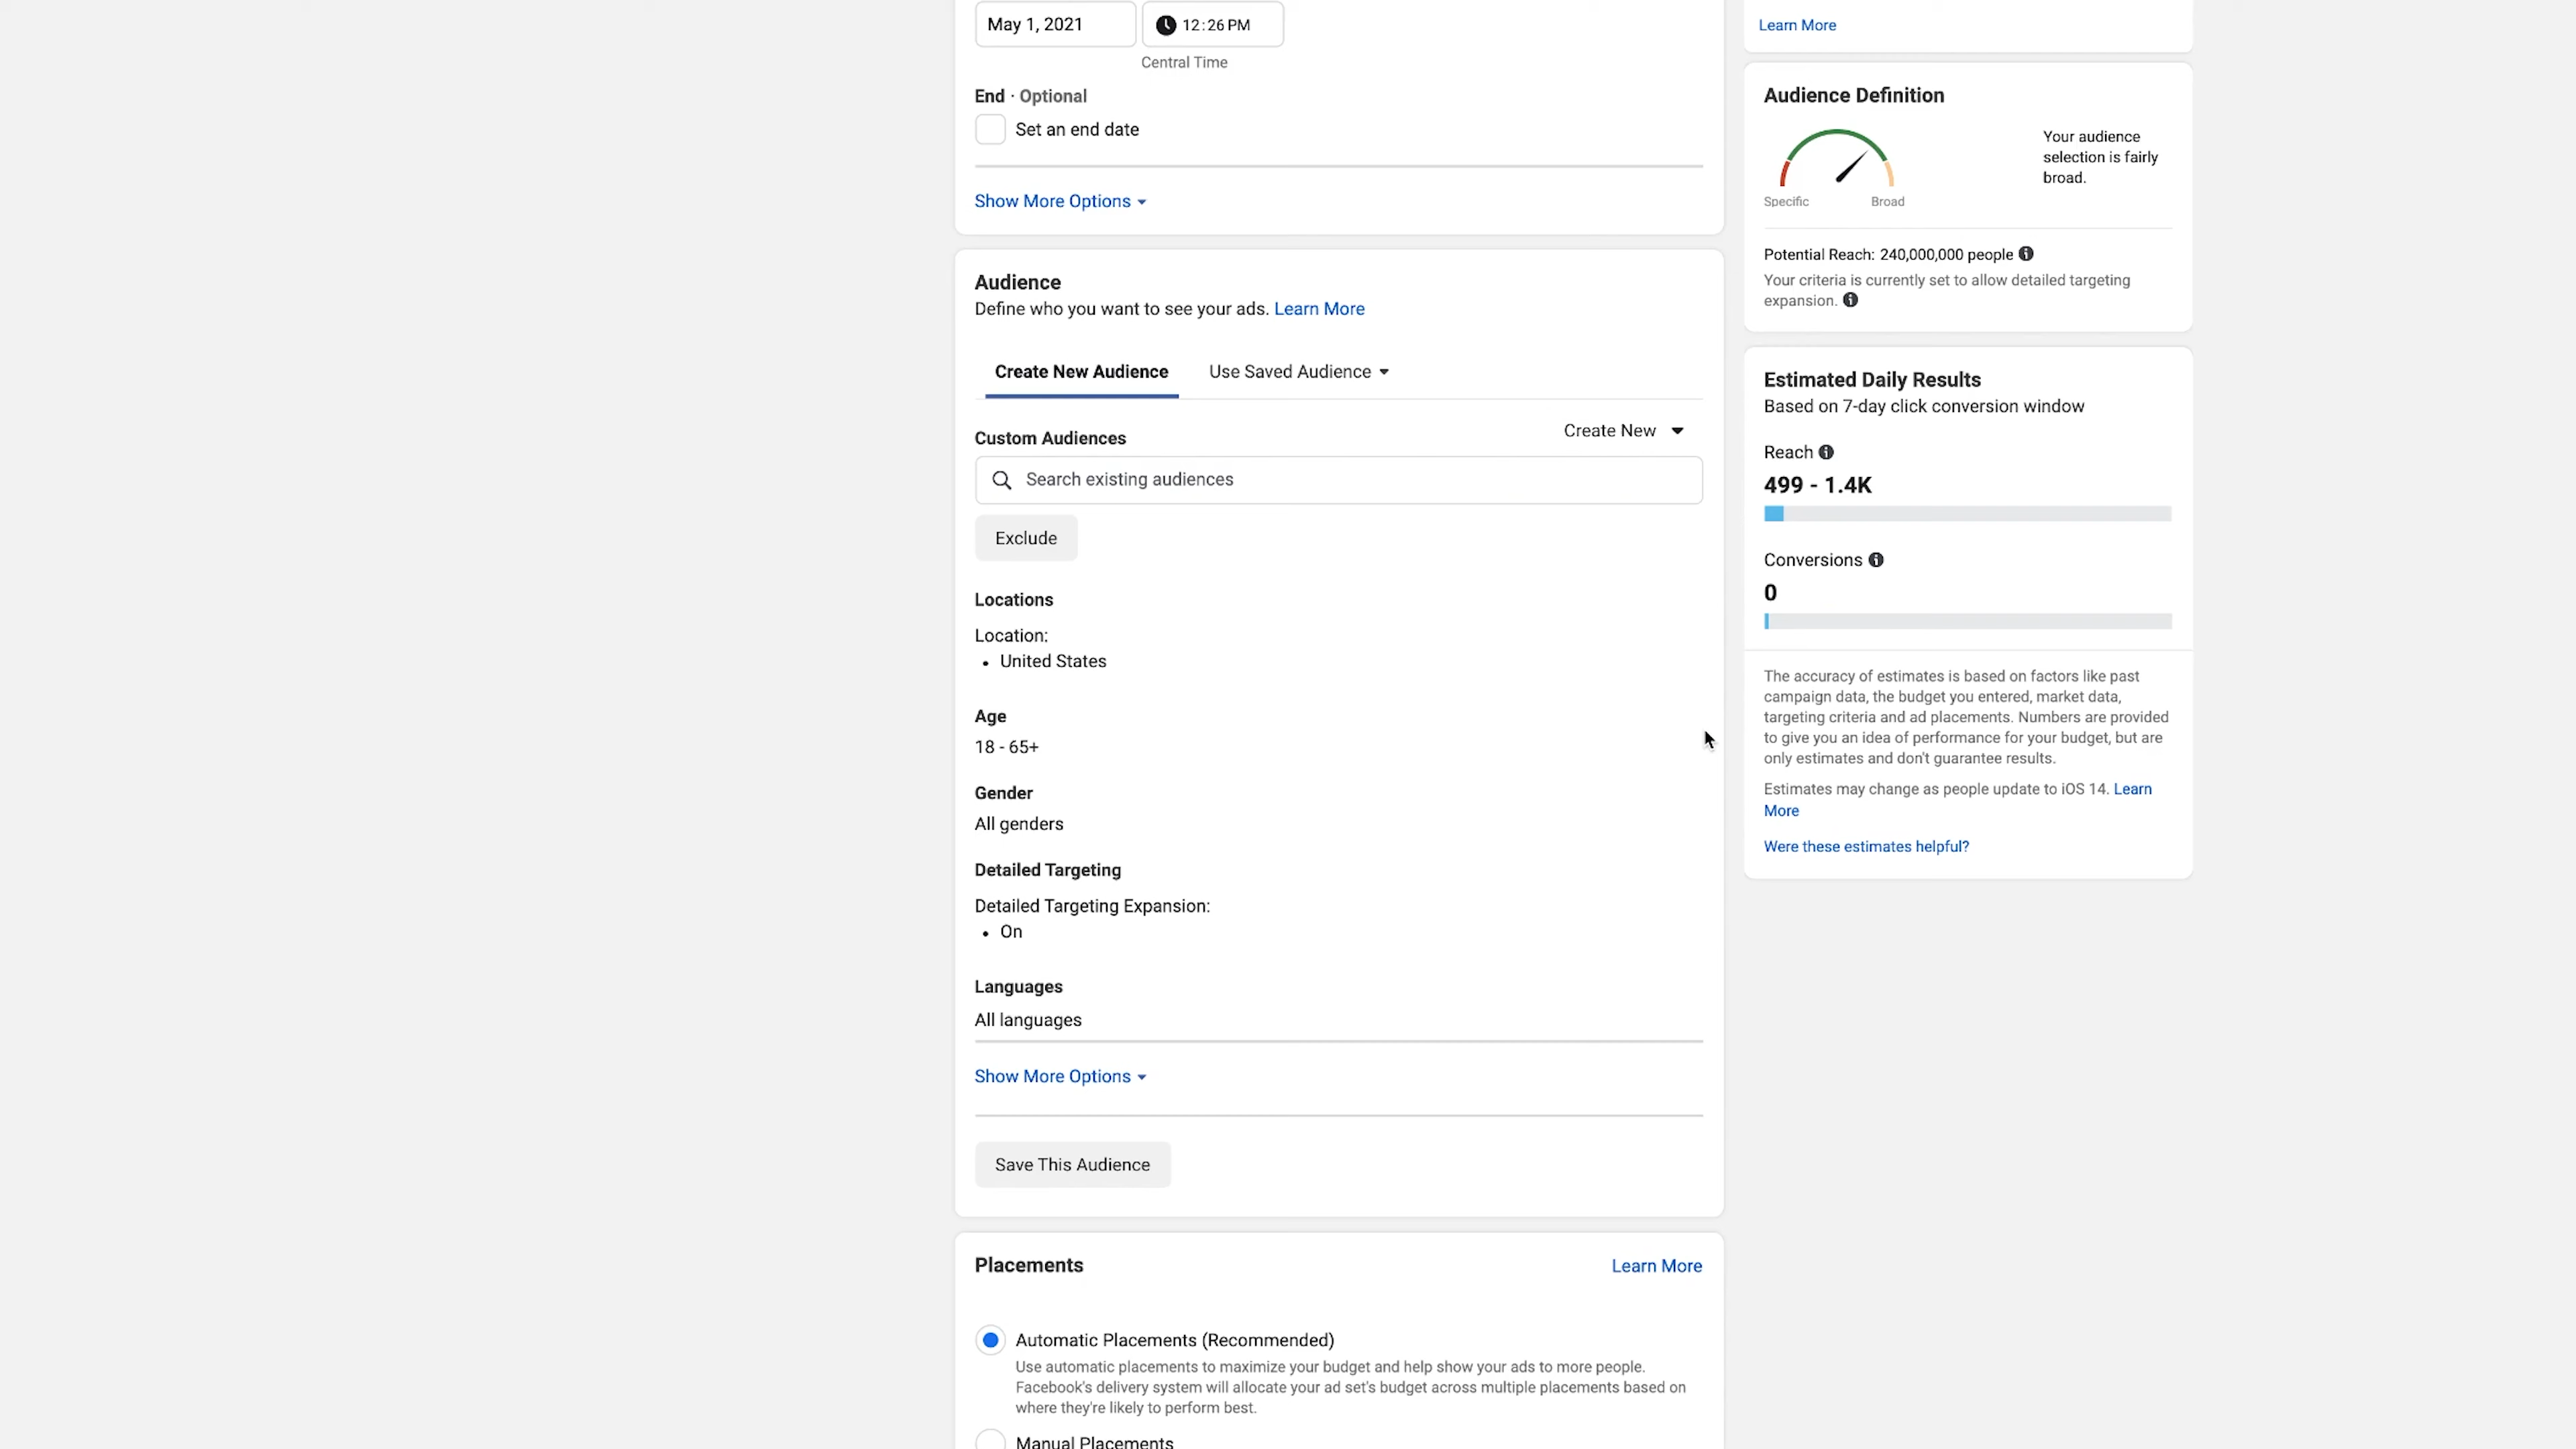 May 1, 2021
12:26 PM
Central Time
End · Optional
Set an end date
Show More Options
Audience
Define who you want to see your ads. Learn More
Create New Audience
Use Saved Audience
Custom Audiences
Create New
Search existing audiences
Exclude
Locations
Location:
• United States
Age
18 - 65+
Gender
All genders
Detailed Targeting
Detailed Targeting Expansion:
• On
Languages
All languages
Show More Options
Save This Audience
Placements
Learn More
Automatic Placements (Recommended)
Use automatic placements to maximize your budget and help show your ads to more people.
Facebook's delivery system will allocate your ad set's budget across multiple placements based on
where they're likely to perform best.
Manual Placements
Learn More
Audience Definition
Your audience
selection is fairly
broad.
Specific
Broad
Potential Reach: 240,000,000 people
Your criteria is currently set to allow detailed targeting
expansion.
Estimated Daily Results
Based on 7-day click conversion window
Reach
499 - 1.4K
Conversions
0
The accuracy of estimates is based on factors like past
campaign data, the budget you entered, market data,
targeting criteria and ad placements. Numbers are provided
to give you an idea of performance for your budget, but are
only estimates and don't guarantee results.
Estimates may change as people update to iOS 14. Learn
More
Were these estimates helpful?